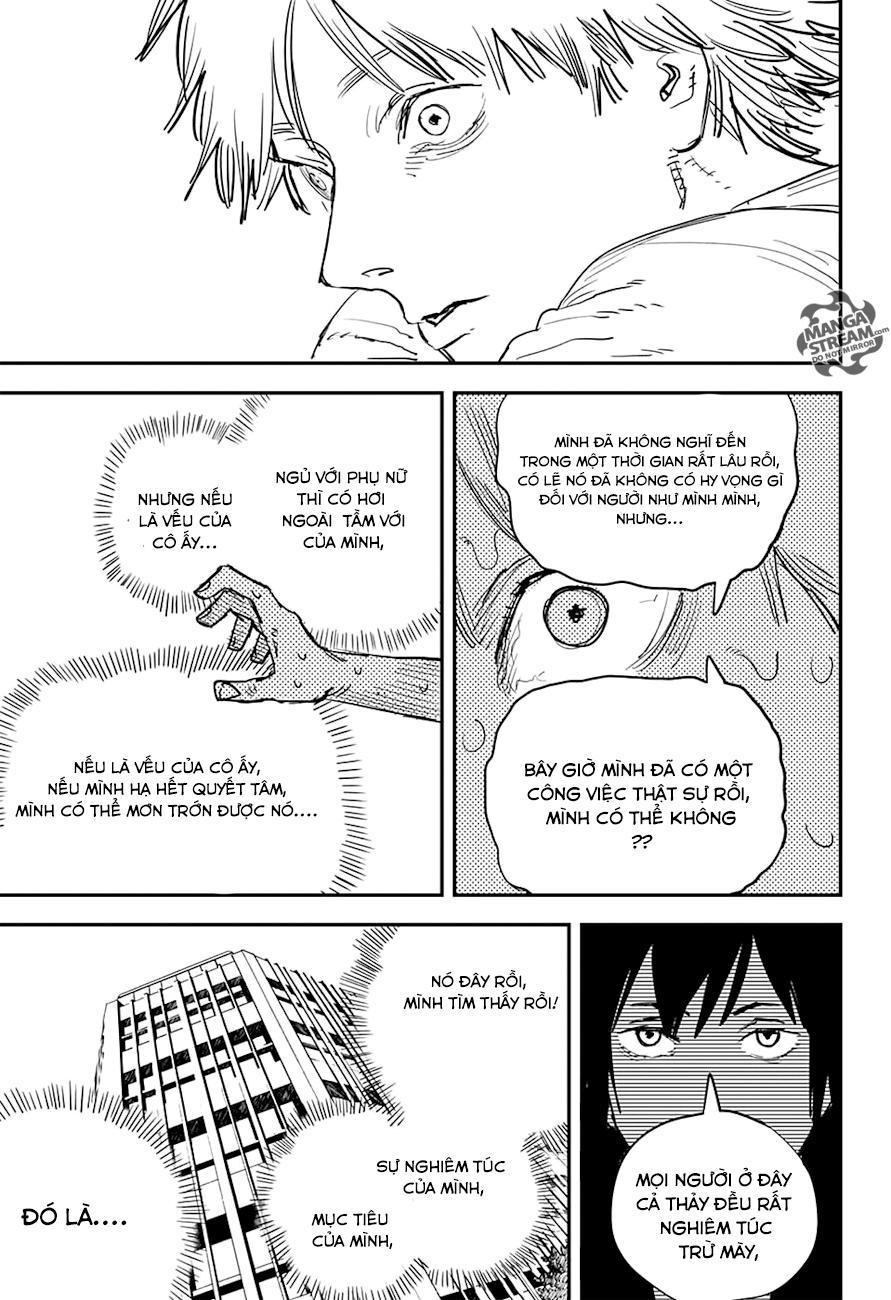 MANGA
STREAM.com
DO NOT MIRROR
MÌNH ĐÃ KHÔNG NGHĨ ĐẾN
TRONG MỘT THỜI GIAN RẤT LÂU RỒI,
CÓ LẼ NÓ ĐÃ KHÔNG CÓ HY VỌNG GÌ
ĐỐI VỚI NGƯỜI NHƯ MÌNH MÌNH,
NHƯNG...
BÂY GIỜ MÌNH ĐÃ CÓ MỘT
CÔNG VIỆC THẬT SỰ RỒI,
MÌNH CÓ THỂ KHÔNG
??
NGỦ VỚI PHỤ NỮ
THÌ CÓ HƠI
NGOÀI TẦM VỚI
CỦA MÌNH,
NHƯNG NẾU
LÀ VẾU CỦA
CÔ ẤY...
NẾU LÀ VẾU CỦA CÔ ẤY,
NẾU MÌNH HẠ HẾT QUYẾT TÂM,
MÌNH CÓ THỂ MƠN TRỚN ĐƯỢC NÓ....
MỌI NGƯỜI Ở ĐÂY
CẢ THẢY ĐỀU RẤT
NGHIÊM TÚC
TRỪ MÀY,
NÓ ĐÂY RỒI,
MÌNH TÌM THẤY RỒI!
SỰ NGHIÊM TÚC
CỦA MÌNH,
MỤC TIÊU
CỦA MÌNH,
ĐÓ LÀ....